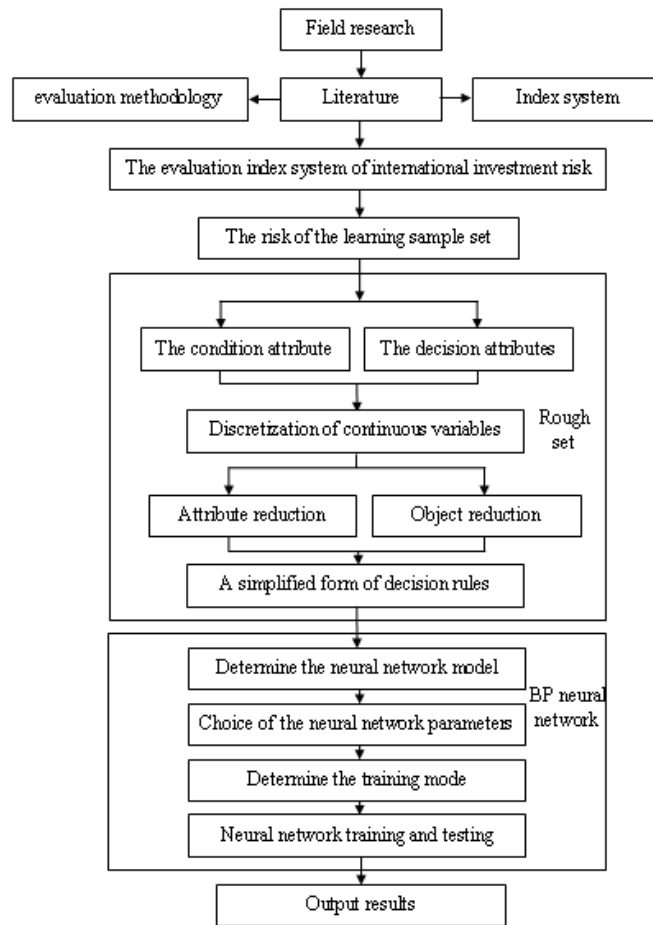 Field research
evaluation methodology
Literature
Index system
The evaluation index system of international investment risk
The risk of the learning sample set
The condition attribute
The decision attributes
Discretization of continuous variables
Rough
set
Attribute reduction
Object reduction
A simplified form of decision rules
Determine the neural network model
BP neural
network
Choice of the neural network parameters
Determine the training mode
Neural network training and testing
Output results